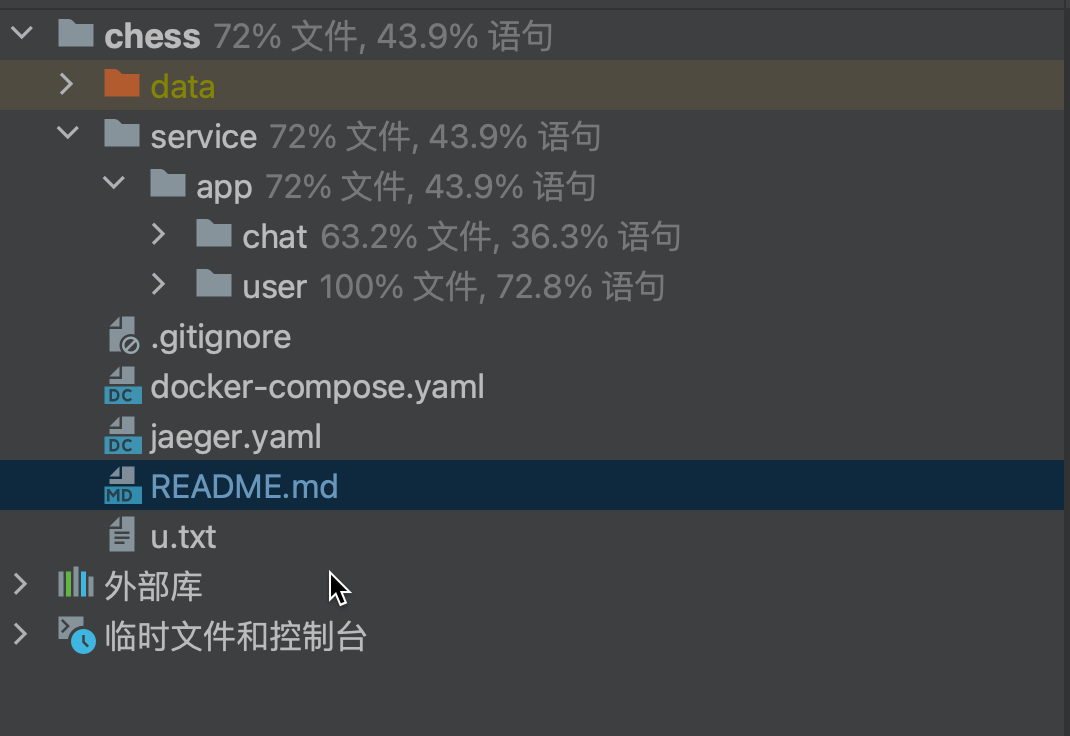 chess 72% 文件, 43.9% 语句
data
service 72% 文件, 43.9% 语句
app 72% 文件, 43.9% 语句
chat 63.2% 文件, 36.3% 语句
user 100% 文件, 72.8% 语句
.gitignore
DC docker-compose.yaml
DC jaeger.yaml
MD README.md
u.txt
外部库
临时文件和控制台